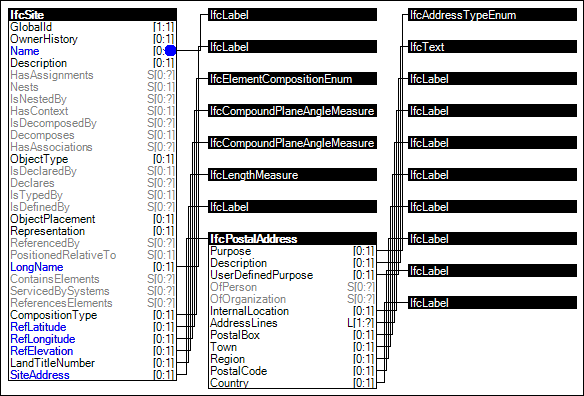 IfcSite
GlobalId [1:1]
OwnerHistory [0:1]
Name [0:
Description [0:1]
HasAssignments S[0:?]
Nests S[0:1]
IsNestedBy S[0:?]
HasContext S[0:1]
IsDecomposedBy S[0:?]
Decomposes S[0:1]
HasAssociations S[0:?]
ObjectType [0:1]
IsDeclaredBy S[0:1]
Declares S[0:?]
IsTypedBy S[0:1]
IsDefinedBy S[0:?]
ObjectPlacement [0:1]
Representation [0:1]
ReferencedBy S[0:?]
PositionedRelativeTo S[0:1]
LongName [0:1]
ContainsElements S[0:?]
ServicedBySystems S[0:?]
ReferencesElements S[0:?]
CompositionType [0:1]
RefLatitude [0:1]
RefLongitude [0:1]
RefElevation [0:1]
LandTitleNumber [0:1]
SiteAddress [0:1]
IfcLabel
IfcLabel
IfcElementCompositionEnum
IfcCompoundPlaneAngleMeasure
IfcCompoundPlaneAngleMeasure
IfcLengthMeasure
IfcLabel
IfcPostalAddress
Purpose [0:1]
Description [0:1]
UserDefinedPurpose [0:1]
OfPerson S[0:?]
OfOrganization S[0:?]
InternalLocation [0:1]
AddressLines L[1:?]
PostalBox [0:1]
Town [0:1]
Region [0:1]
PostalCode [0:1]
Country [0:1]
IfcAddressTypeEnum
IfcText
IfcLabel
IfcLabel
IfcLabel
IfcLabel
IfcLabel
IfcLabel
IfcLabel
IfcLabel